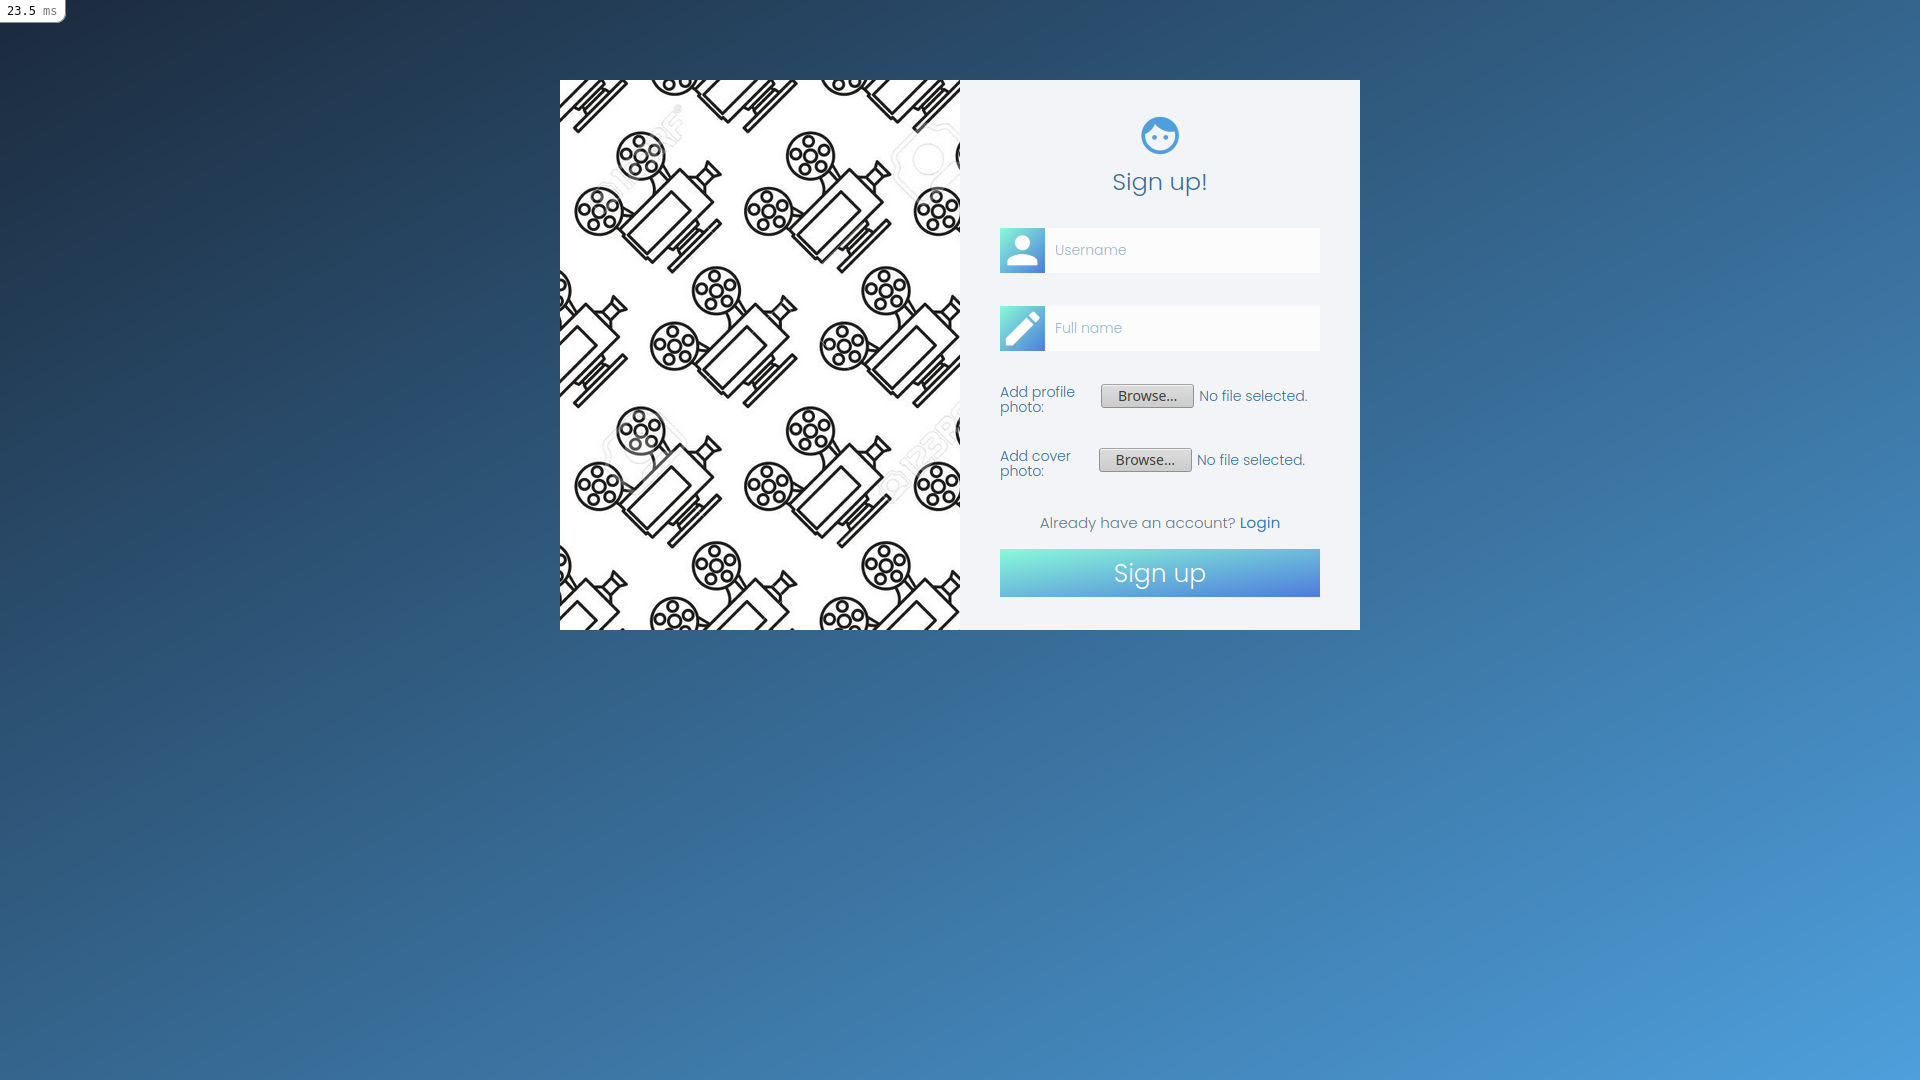 23.5 ms
Sign up!
Username
Full name
Add profile photo:
Browse... No file selected.
Add cover photo:
Browse... No file selected.
Already have an account? Login
Sign up
123RF